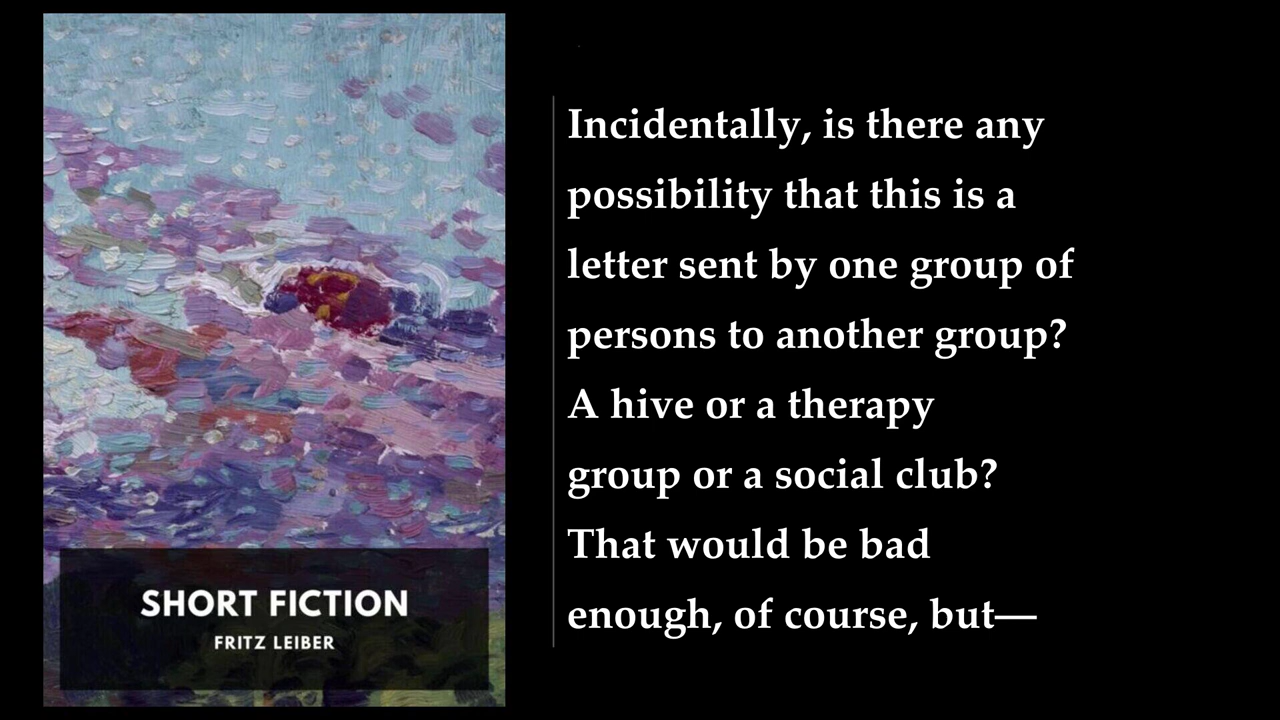 SHORT FICTION
FRITZ LEIBER
Incidentally, is there any
possibility that this is a
letter sent by one group of
persons to another group?
A hive or a therapy
group or a social club?
That would be bad
enough, of course, but—